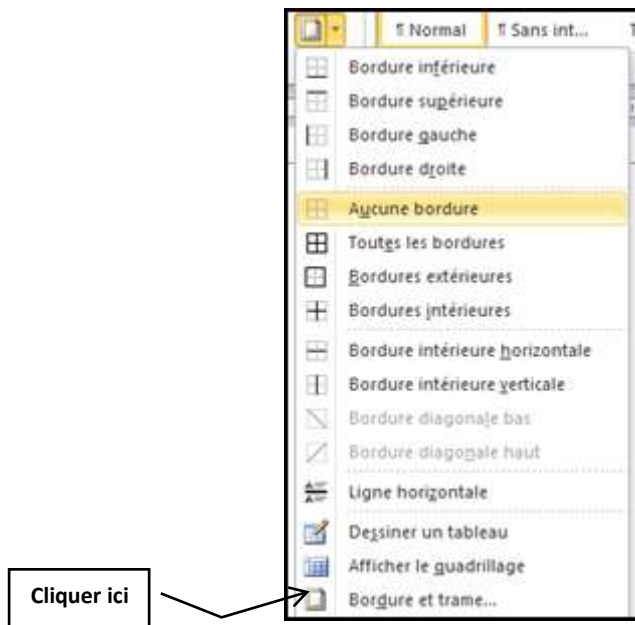 ¶ Normal ¶ Sans int...
Bordure inférieure
Bordure supérieure
Bordure gauche
Bordure droite
Aucune bordure
Toutes les bordures
Bordures extérieures
Bordures intérieures
Bordure intérieure horizontale
Bordure intérieure verticale
Bordure diagonale bas
Bordure diagonale haut
Ligne horizontale
Dessiner un tableau
Afficher le quadrillage
Bordure et trame...
Cliquer ici